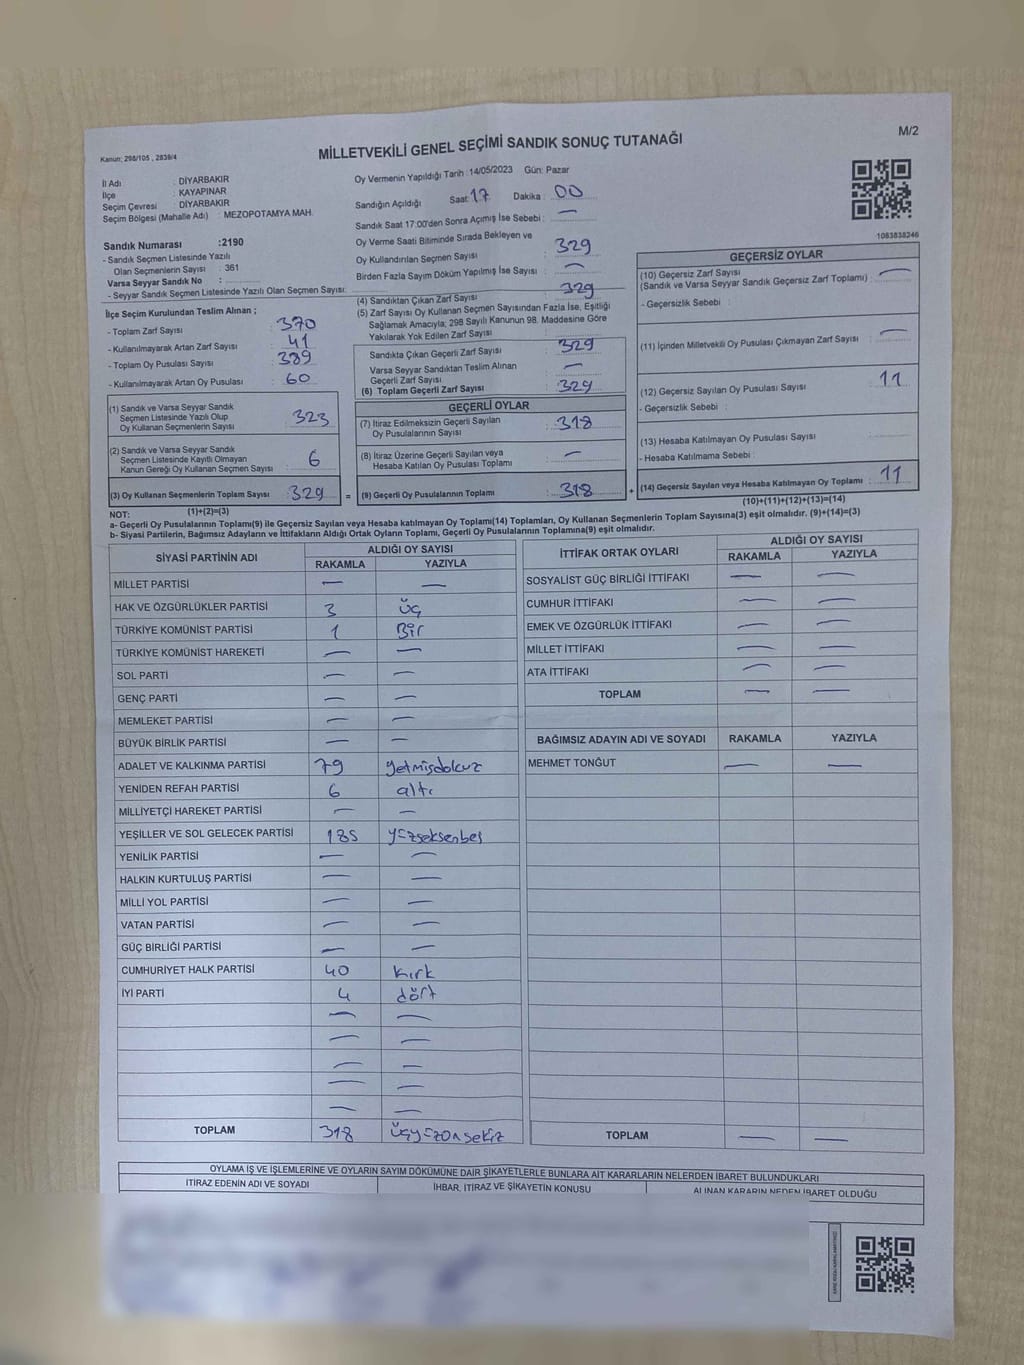 M/2
Kanun; 298/105 , 2839/4
MİLLETVEKİLİ GENEL SEÇİMİ SANDIK SONUÇ TUTANAĞI
İl Adı : DİYARBAKIR
İlçe : KAYAPINAR
Seçim Çevresi : DİYARBAKIR
Seçim Bölgesi (Mahalle Adı) : MEZOPOTAMYA MAH.
Sandık Numarası :2190
- Sandık Seçmen Listesinde Yazılı
Olan Seçmenlerin Sayısı : 361
Varsa Seyyar Sandık No :
- Seyyar Sandık Seçmen Listesinde Yazılı Olan Seçmen Sayısı:
İlçe Seçim Kurulundan Teslim Alınan ;
- Toplam Zarf Sayısı : 370
- Kullanılmayarak Artan Zarf Sayısı : 41
- Toplam Oy Pusulası Sayısı : 389
- Kullanılmayarak Artan Oy Pusulası : 60
(1) Sandık ve Varsa Seyyar Sandık
Seçmen Listesinde Yazılı Olup
Oy Kullanan Seçmenlerin Sayısı : 323
(2) Sandık ve Varsa Seyyar Sandık
Seçmen Listesinde Kayıtlı Olmayan
Kanun Gereği Oy Kullanan Seçmen Sayısı : 6
(3) Oy Kullanan Seçmenlerin Toplam Sayısı : 329 =
(1)+(2)=(3)
Oy Vermenin Yapıldığı Tarih :14/05/2023 Gün: Pazar
Sandığın Açıldığı Saat: 17 Dakika : 00
Sandık Saat 17:00'den Sonra Açımış İse Sebebi : —
Oy Verme Saati Bitiminde Sırada Bekleyen ve
Oy Kullandırılan Seçmen Sayısı : 329
Birden Fazla Sayım Döküm Yapılmış İse Sayısı : —
(4) Sandıktan Çıkan Zarf Sayısı : 329
(5) Zarf Sayısı Oy Kullanan Seçmen Sayısından Fazla İse, Eşitliği
Sağlamak Amacıyla; 298 Sayılı Kanunun 98. Maddesine Göre
Yakılarak Yok Edilen Zarf Sayısı :
Sandıkta Çıkan Geçerli Zarf Sayısı : 329
Varsa Seyyar Sandıktan Teslim Alınan
Geçerli Zarf Sayısı : —
(6) Toplam Geçerli Zarf Sayısı : 329
GEÇERLİ OYLAR
(7) İtiraz Edilmeksizin Geçerli Sayılan
Oy Pusulalarının Sayısı : 318
(8) İtiraz Üzerine Geçerli Sayılan veya
Hesaba Katılan Oy Pusulası Toplamı : —
(9) Geçerli Oy Pusulalarının Toplamı : 318 +
1083838246
GEÇERSİZ OYLAR
(10) Geçersiz Zarf Sayısı
(Sandık ve Varsa Seyyar Sandık Geçersiz Zarf Toplamı) : —
- Geçersizlik Sebebi :
(11) İçinden Milletvekili Oy Pusulası Çıkmayan Zarf Sayısı : —
(12) Geçersiz Sayılan Oy Pusulası Sayısı : 11
- Geçersizlik Sebebi :
(13) Hesaba Katılmayan Oy Pusulası Sayısı :
- Hesaba Katılmama Sebebi :
(14) Geçersiz Sayılan veya Hesaba Katılmayan Oy Toplamı : 11
(10)+(11)+(12)+(13)=(14)
NOT:
a- Geçerli Oy Pusulalarının Toplamı(9) ile Geçersiz Sayılan veya Hesaba katılmayan Oy Toplamı(14) Toplamları, Oy Kullanan Seçmenlerin Toplam Sayısına(3) eşit olmalıdır. (9)+(14)=(3)
b- Siyasi Partilerin, Bağımsız Adayların ve İttifakların Aldığı Ortak Oyların Toplamı, Geçerli Oy Pusulalarının Toplamına(9) eşit olmalıdır.
SİYASİ PARTİNİN ADI ALDIĞI OY SAYISI
RAKAMLA YAZIYLA
MİLLET PARTİSİ — —
HAK VE ÖZGÜRLÜKLER PARTİSİ 3 üç
TÜRKİYE KOMÜNİST PARTİSİ 1 Bir
TÜRKİYE KOMÜNİST HAREKETİ — —
SOL PARTİ — —
GENÇ PARTİ — —
MEMLEKET PARTİSİ — —
BÜYÜK BİRLİK PARTİSİ — —
ADALET VE KALKINMA PARTİSİ 79 yetmişdokuz
YENİDEN REFAH PARTİSİ 6 altı
MİLLİYETÇİ HAREKET PARTİSİ — —
YEŞİLLER VE SOL GELECEK PARTİSİ 185 yüzseksenbeş
YENİLİK PARTİSİ — —
HALKIN KURTULUŞ PARTİSİ — —
MİLLİ YOL PARTİSİ — —
VATAN PARTİSİ — —
GÜÇ BİRLİĞİ PARTİSİ — —
CUMHURİYET HALK PARTİSİ 40 kırk
İYİ PARTİ 4 dört
— —
— —
— —
— —
— —
TOPLAM 318 üçyüzonsekiz
İTTİFAK ORTAK OYLARI ALDIĞI OY SAYISI
RAKAMLA YAZIYLA
SOSYALİST GÜÇ BİRLİĞİ İTTİFAKI — —
CUMHUR İTTİFAKI — —
EMEK VE ÖZGÜRLÜK İTTİFAKI — —
MİLLET İTTİFAKI — —
ATA İTTİFAKI — —
TOPLAM — —
BAĞIMSIZ ADAYIN ADI VE SOYADI RAKAMLA YAZIYLA
MEHMET TONĞUT — —
TOPLAM — —
OYLAMA İŞ VE İŞLEMLERİNE VE OYLARIN SAYIM DÖKÜMÜNE DAİR ŞİKAYETLERLE BUNLARA AİT KARARLARIN NELERDEN İBARET BULUNDUKLARI
İTİRAZ EDENİN ADI VE SOYADI İHBAR, İTİRAZ VE ŞİKAYETİN KONUSU ALINAN KARARIN NEDEN İBARET OLDUĞU